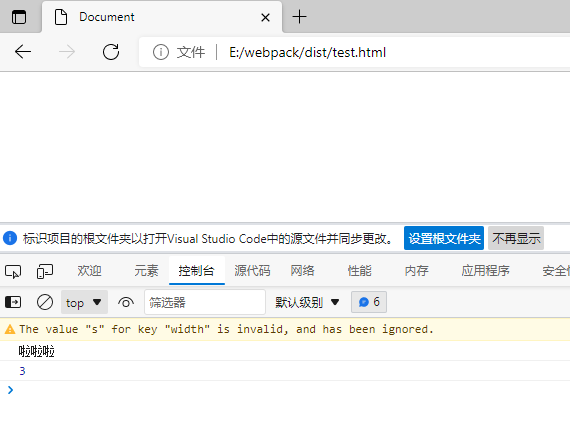 Document
文件 E:/webpack/dist/test.html
标识项目的根文件夹以打开Visual Studio Code中的源文件并同步更改。 设置根文件夹 不再显示
欢迎 元素 控制台 源代码 网络 性能 内存 应用程序 安全
top 筛选器 默认级别 6
The value "s" for key "width" is invalid, and has been ignored.
啦啦啦
3